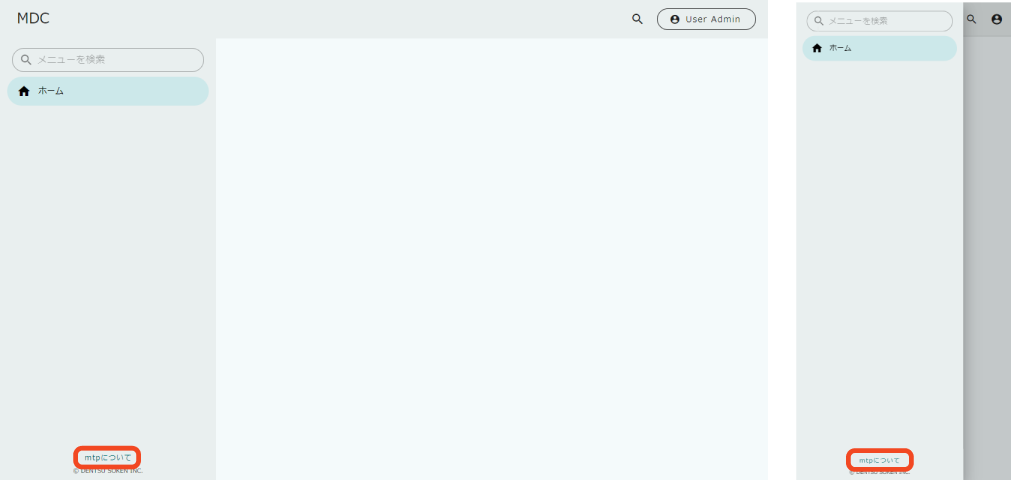 MDC
User Admin
メニューを検索
ホーム
mtpについて
© DENTSU SOKEN INC.
メニューを検索
ホーム
mtpについて
© DENTSU SOKEN INC.